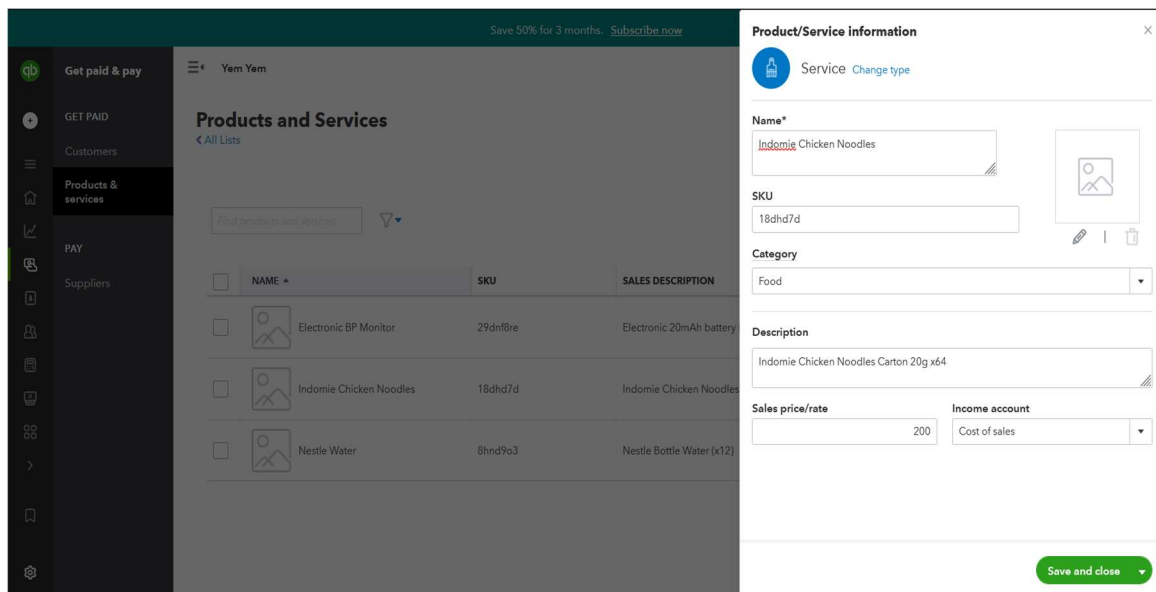 Save 50% for 3 months. Subscribe now
qb
Get paid & pay
GET PAID
Customers
Products &
services
PAY
Suppliers
Yem Yem
Products and Services
All Lists
Find products and services
NAME SKU SALES DESCRIPTION
Electronic BP Monitor 29dnf8re Electronic 20mAh battery
Indomie Chicken Noodles 18dhd7d Indomie Chicken Noodles
Nestle Water 8hnd9o3 Nestle Bottle Water (x12)
Product/Service information
Service Change type
Name*
Indomie Chicken Noodles
SKU
18dhd7d
Category
Food
Description
Indomie Chicken Noodles Carton 20g x64
Sales price/rate Income account
200 Cost of sales
Save and close